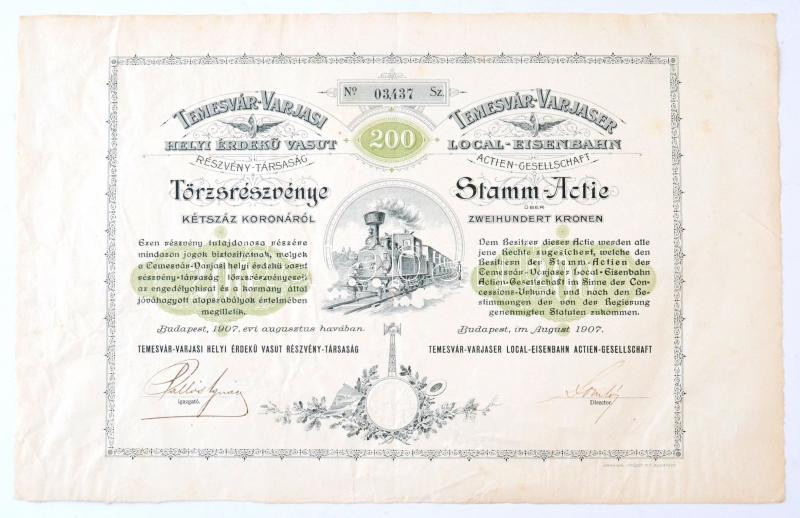 Nº 03,437 Sz.
TEMESVÁR-VARJASI
HELYI ÉRDEKŰ VASUT
RÉSZVÉNY-TÁRSASÁG
200
TEMESVÁR-VARJASER
LOCAL-EISENBAHN
ACTIEN-GESELLSCHAFT
Törzsrészvénye
KÉTSZÁZ KORONÁRÓL
Ezen részvény tulajdonosa részére
mindazon jogok biztosittatnak, melyek
a Temesvár-Varjasi helyi érdekű vasut
részvény-társaság törzsrészvényeseit
az engedélyokirat és a kormány által
jóváhagyott alapszabályok értelmében
megilletik.
Budapest, 1907. évi augusztus havában.
TEMESVÁR-VARJASI HELYI ÉRDEKŰ VASUT RÉSZVÉNY-TÁRSASÁG
igazgató.
Stamm-Actie
ÜBER
ZWEIHUNDERT KRONEN
Dem Besitzer dieser Actie werden alle
jene Rechte zugesichert, welche den
Besitzern der Stamm-Actien der
Temesvár-Varjaser Local-Eisenbahn
Actien-Gesellschaft im Sinne der Con-
cessions-Urkunde und nach den Be-
stimmungen der von der Regierung
genehmigten Statuten zukommen.
Budapest, im August 1907.
TEMESVÁR-VARJASER LOCAL-EISENBAHN ACTIEN-GESELLSCHAFT
Director.